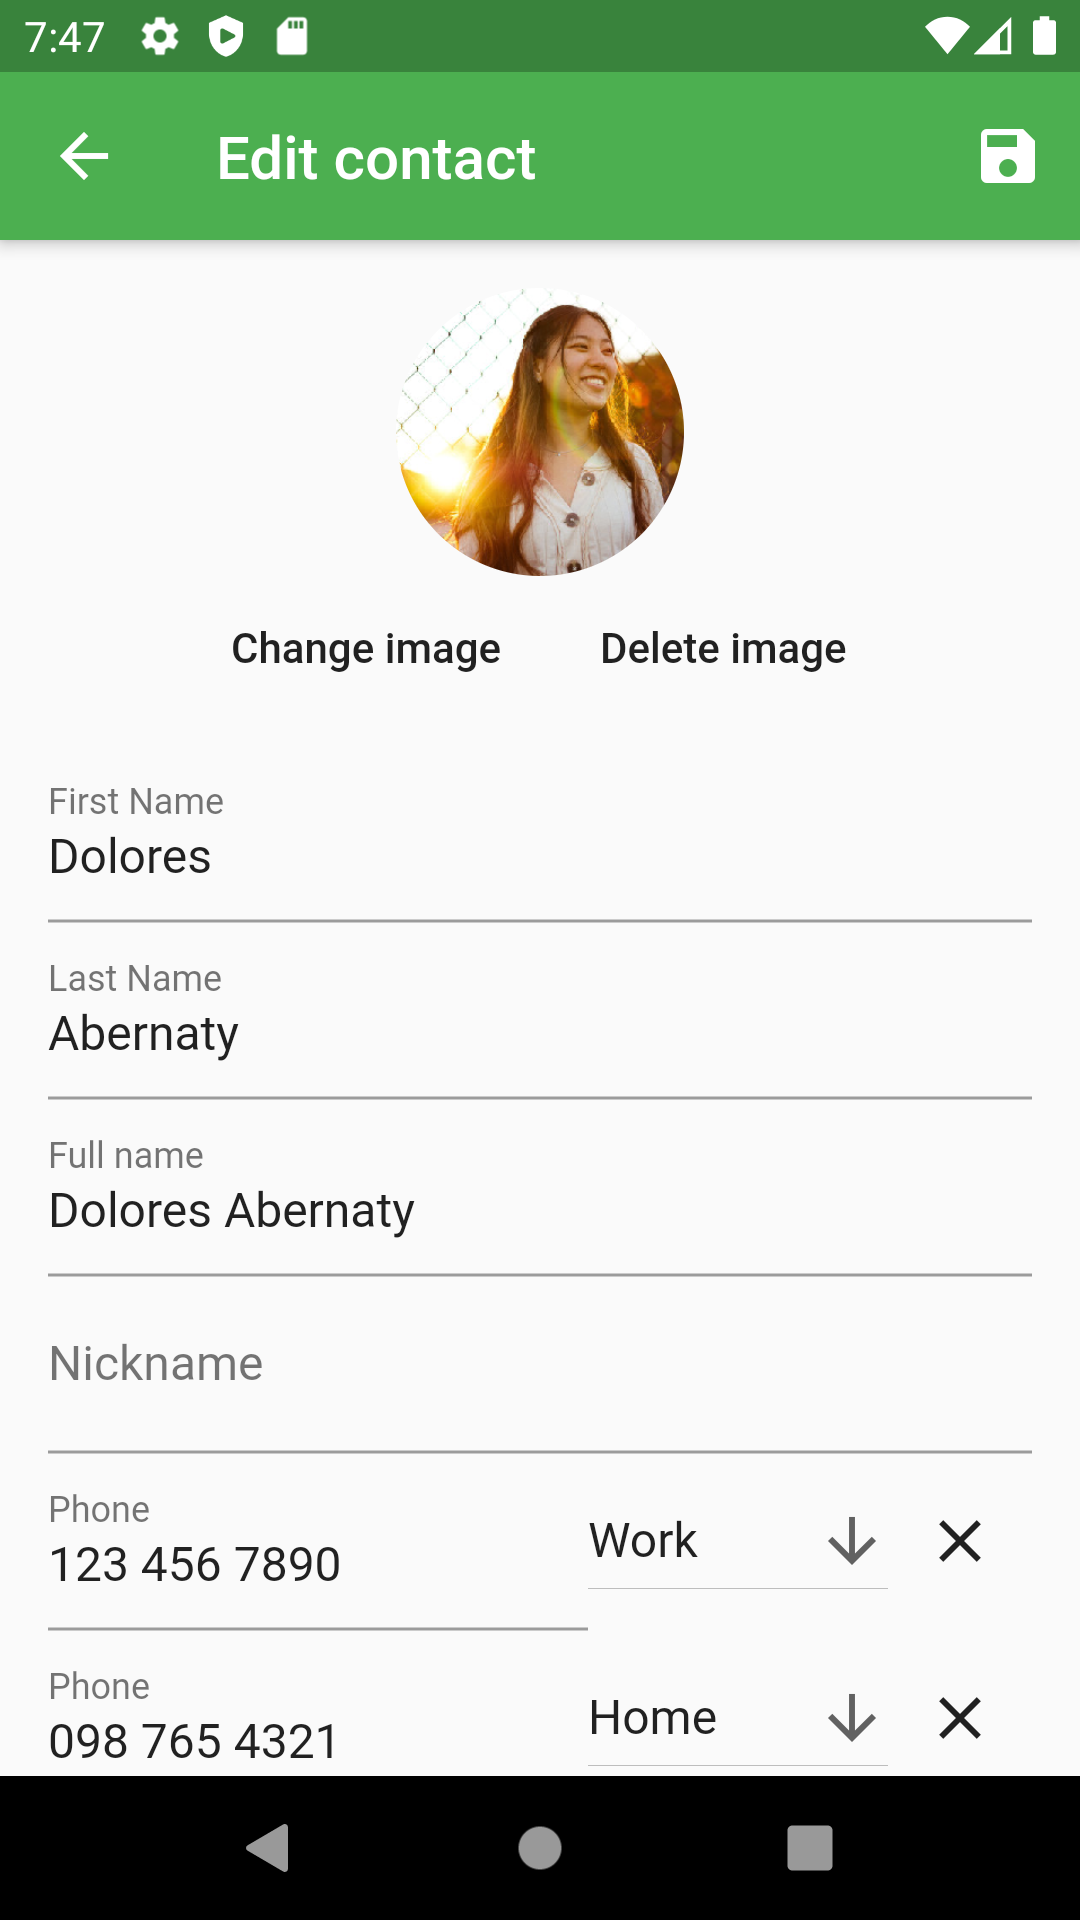 7:47
Edit contact
Change image Delete image
First Name
Dolores
Last Name
Abernaty
Full name
Dolores Abernaty
Nickname
Phone
123 456 7890 Work
Phone
098 765 4321 Home